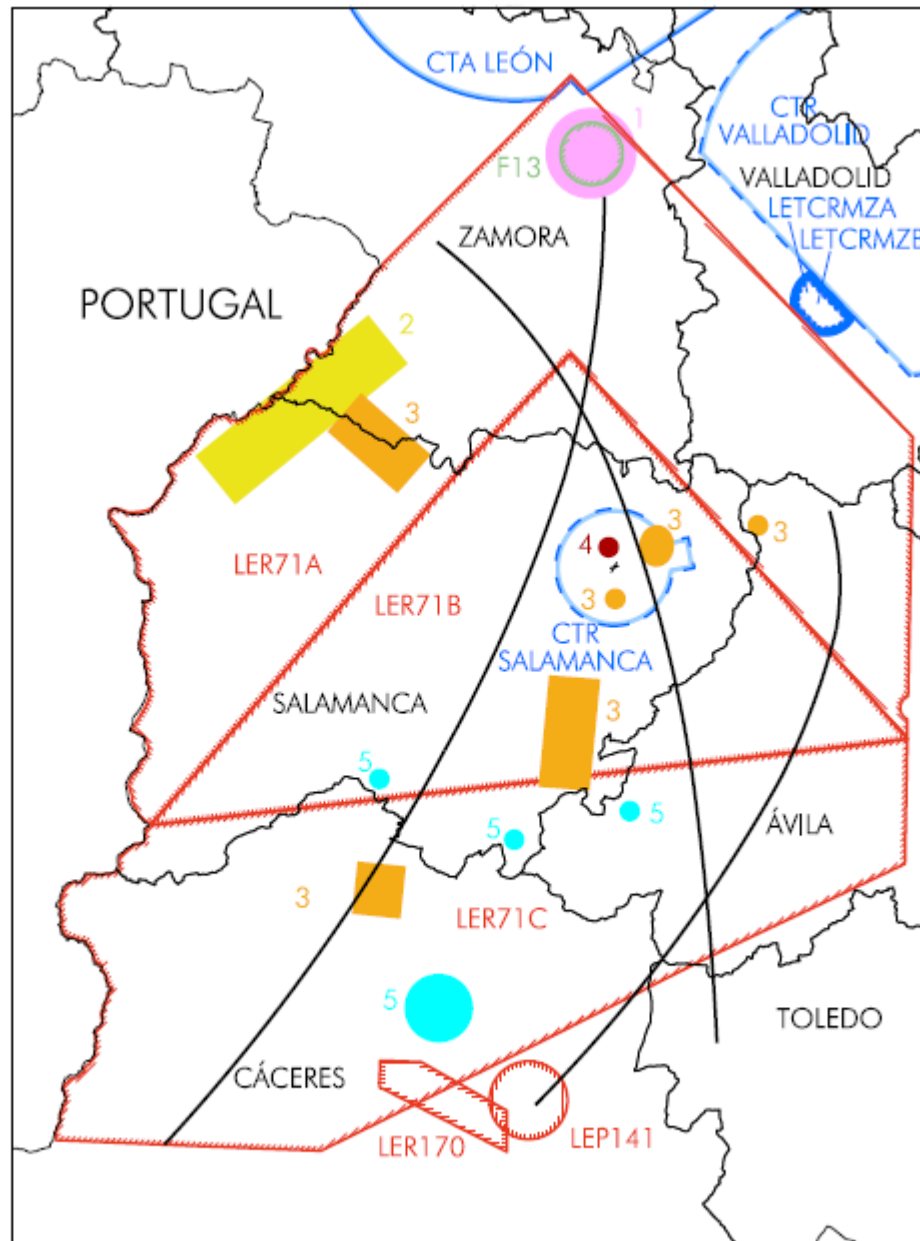 CTA LEÓN
CTR
VALLADOLID
1
F13
VALLADOLID
LETCRMZA
LETCRMZB
ZAMORA
PORTUGAL
2
3
3
3
4
3
LER71A
LER71B
CTR
SALAMANCA
SALAMANCA
3
5
5
5
ÁVILA
3
LER71C
5
TOLEDO
CÁCERES
LER170
LEP141